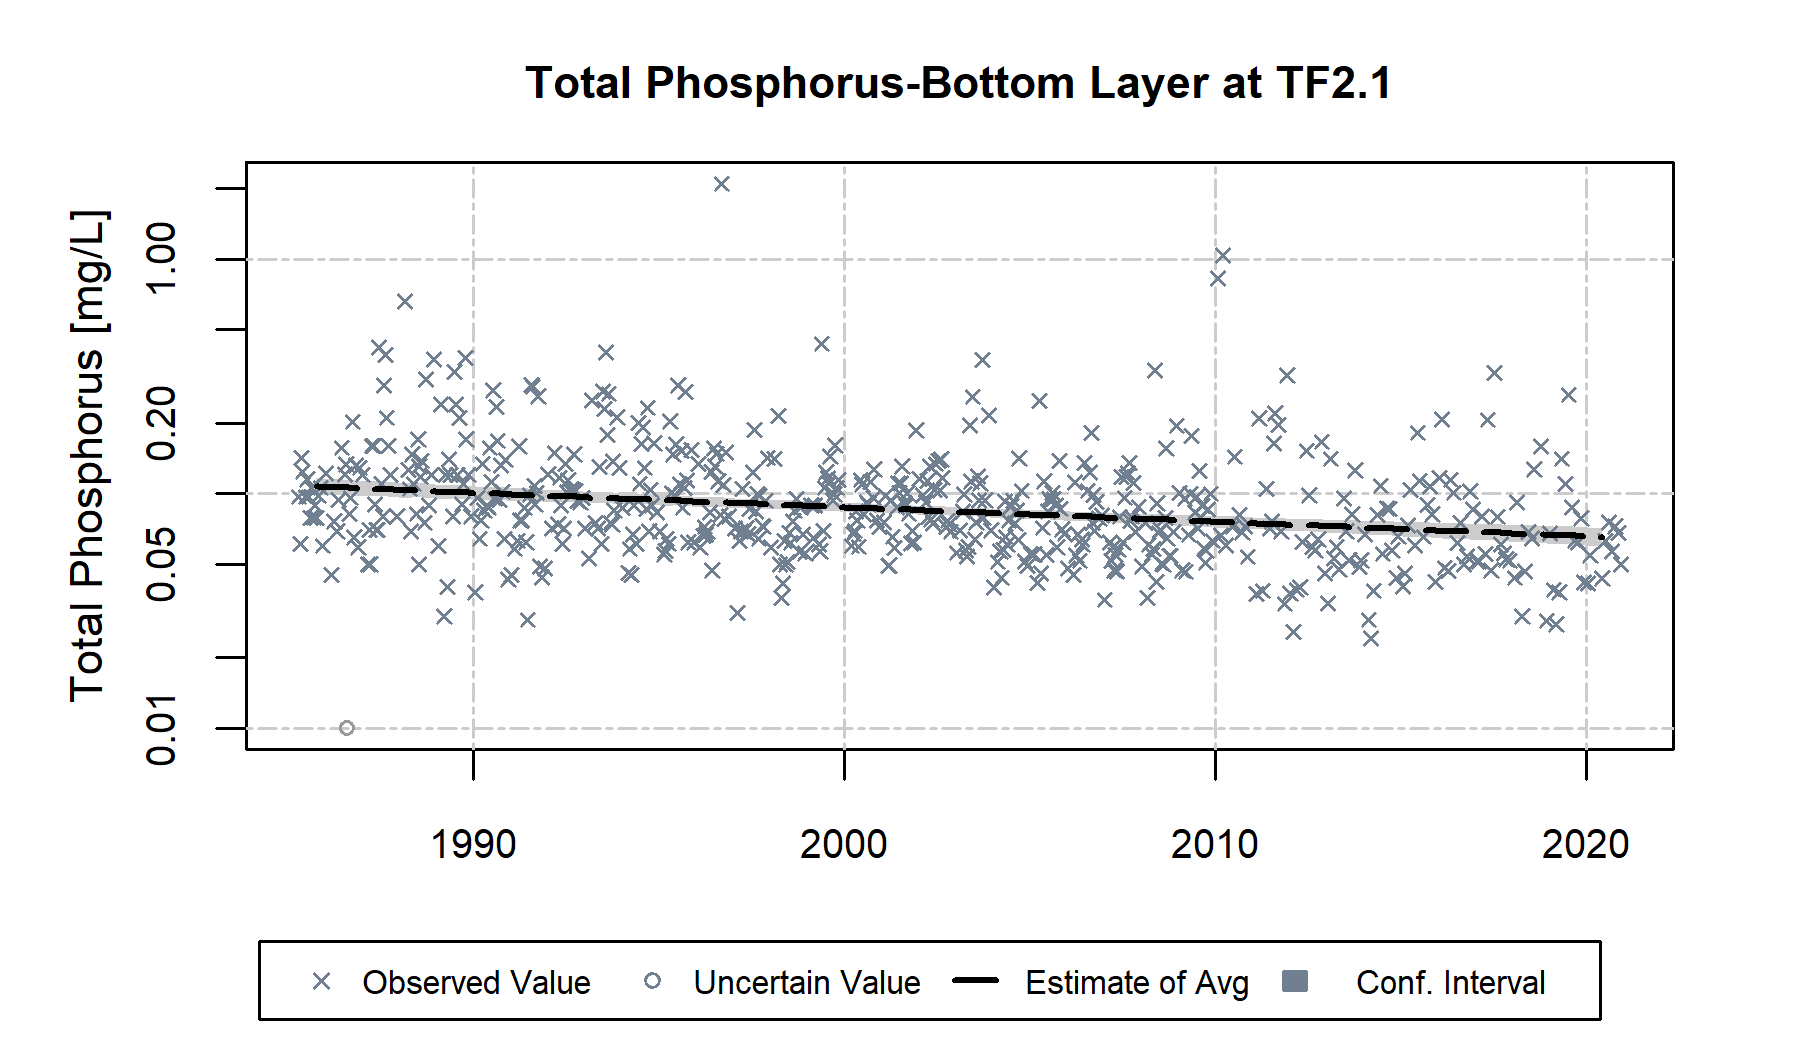 Total Phosphorus-Bottom Layer at TF2.1
Total Phosphorus [mg/L]
1.00
0.20
0.05
0.01
1990 2000 2010 2020
Observed Value Uncertain Value Estimate of Avg Conf. Interval